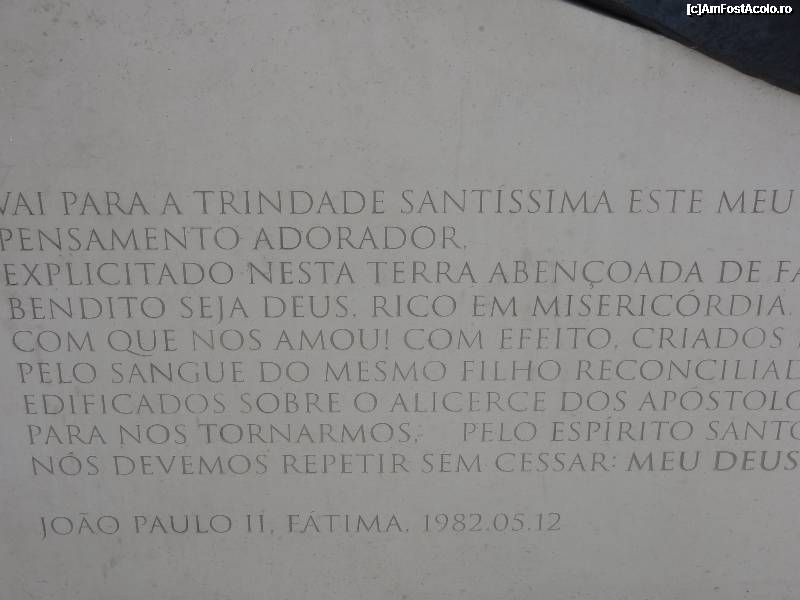 [c]AmFostAcolo.ro
VAI PARA A TRINDADE SANTÍSSIMA ESTE MEU
PENSAMENTO ADORADOR,
EXPLICITADO NESTA TERRA ABENÇOADA DE FÁ
BENDITO SEJA DEUS, RICO EM MISERICÓRDIA,
COM QUE NOS AMOU! COM EFEITO, CRIADOS
PELO SANGUE DO MESMO FILHO RECONCILIAD
EDIFICADOS SOBRE O ALICERCE DOS APÓSTOLO
PARA NOS TORNARMOS, PELO ESPÍRITO SANTO
NÓS DEVEMOS REPETIR SEM CESSAR: MEU DEUS
JOÃO PAULO II, FÁTIMA, 1982.05.12